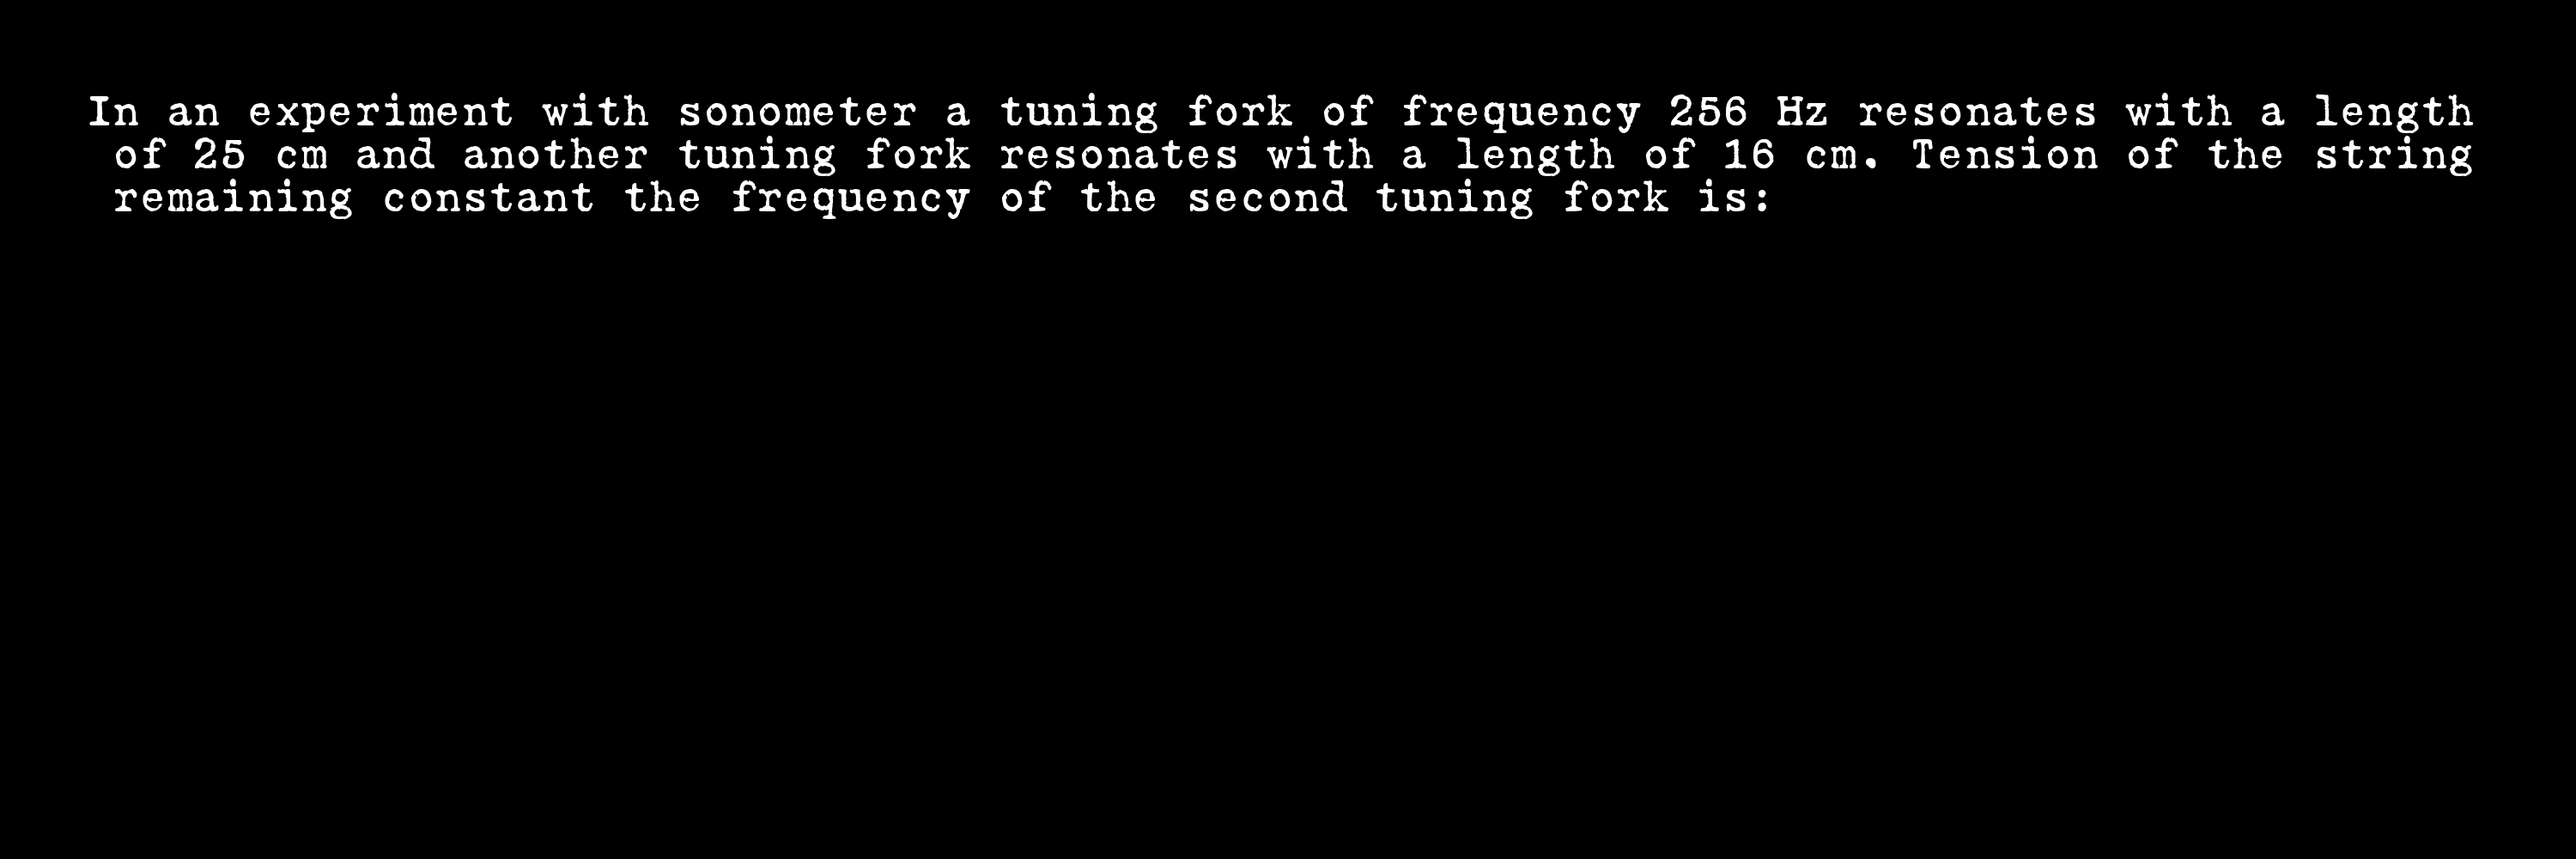 In an experiment with sonometer a tuning fork of frequency 256 Hz resonates with a length
of 25 cm and another tuning fork resonates with a length of 16 cm. Tension of the string
remaining constant the frequency of the second tuning fork is: